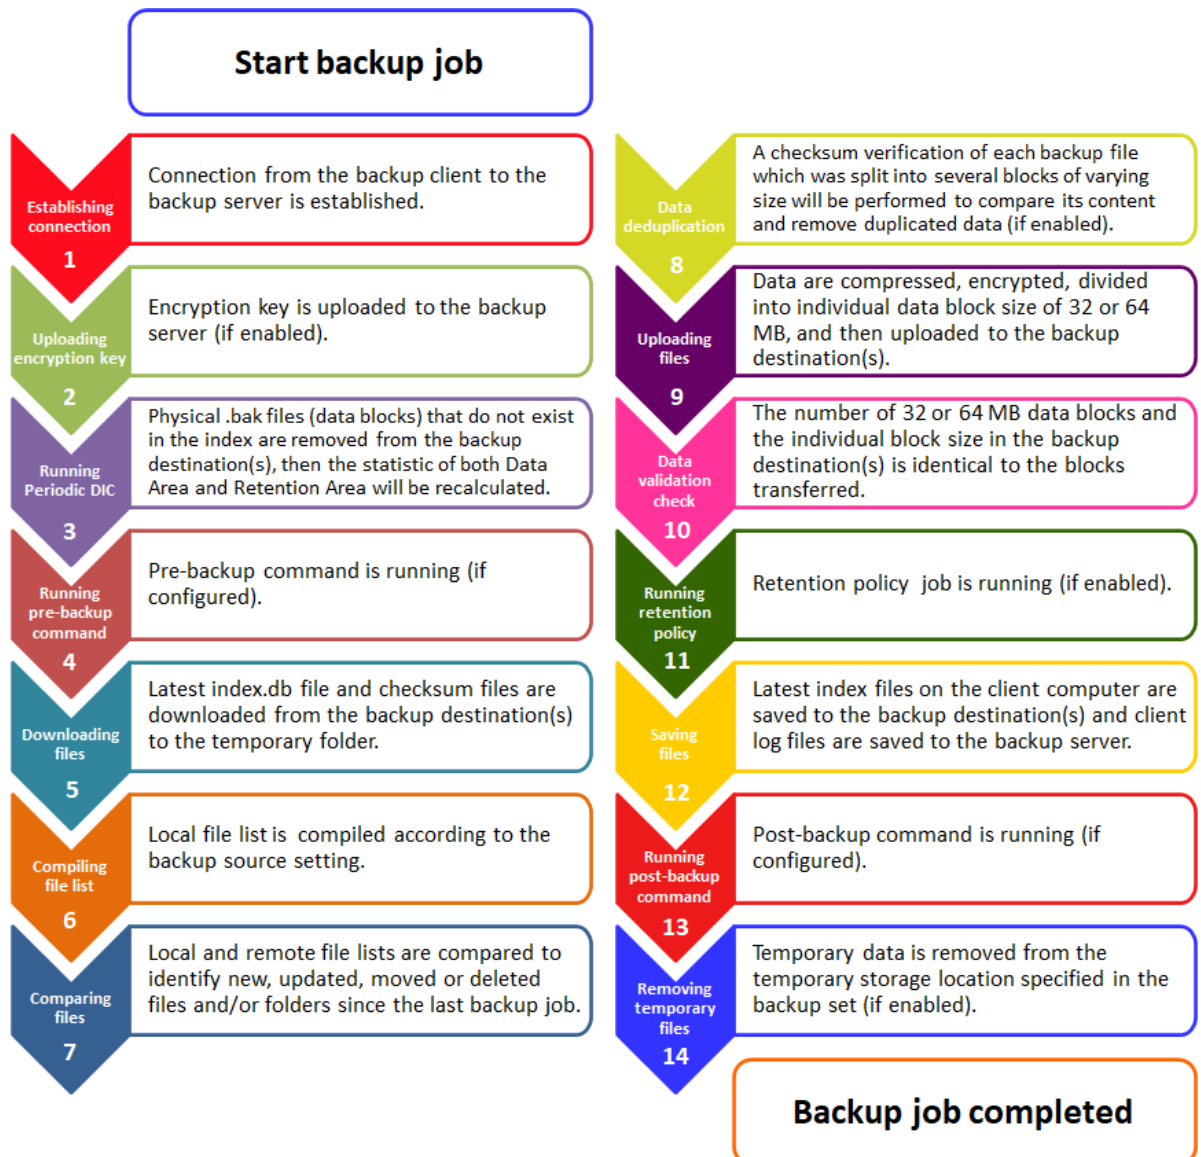 Start backup job
Establishing
connection
1
Connection from the backup client to the
backup server is established.
Uploading
encryption key
2
Encryption key is uploaded to the backup
server (if enabled).
Running
Periodic DIC
3
Physical .bak files (data blocks) that do not exist
in the index are removed from the backup
destination(s), then the statistic of both Data
Area and Retention Area will be recalculated.
Running
pre-backup
command
4
Pre-backup command is running (if
configured).
Downloading
files
5
Latest index.db file and checksum files are
downloaded from the backup destination(s)
to the temporary folder.
Compiling
file list
6
Local file list is compiled according to the
backup source setting.
Comparing
files
7
Local and remote file lists are compared to
identify new, updated, moved or deleted
files and/or folders since the last backup job.
Data
deduplication
8
A checksum verification of each backup file
which was split into several blocks of varying
size will be performed to compare its content
and remove duplicated data (if enabled).
Uploading
files
9
Data are compressed, encrypted, divided
into individual data block size of 32 or 64
MB, and then uploaded to the backup
destination(s).
Data
validation
check
10
The number of 32 or 64 MB data blocks and
the individual block size in the backup
destination(s) is identical to the blocks
transferred.
Running
retention
policy
11
Retention policy job is running (if enabled).
Saving
files
12
Latest index files on the client computer are
saved to the backup destination(s) and client
log files are saved to the backup server.
Running
post-backup
command
13
Post-backup command is running (if
configured).
Removing
temporary
files
14
Temporary data is removed from the
temporary storage location specified in the
backup set (if enabled).
Backup job completed